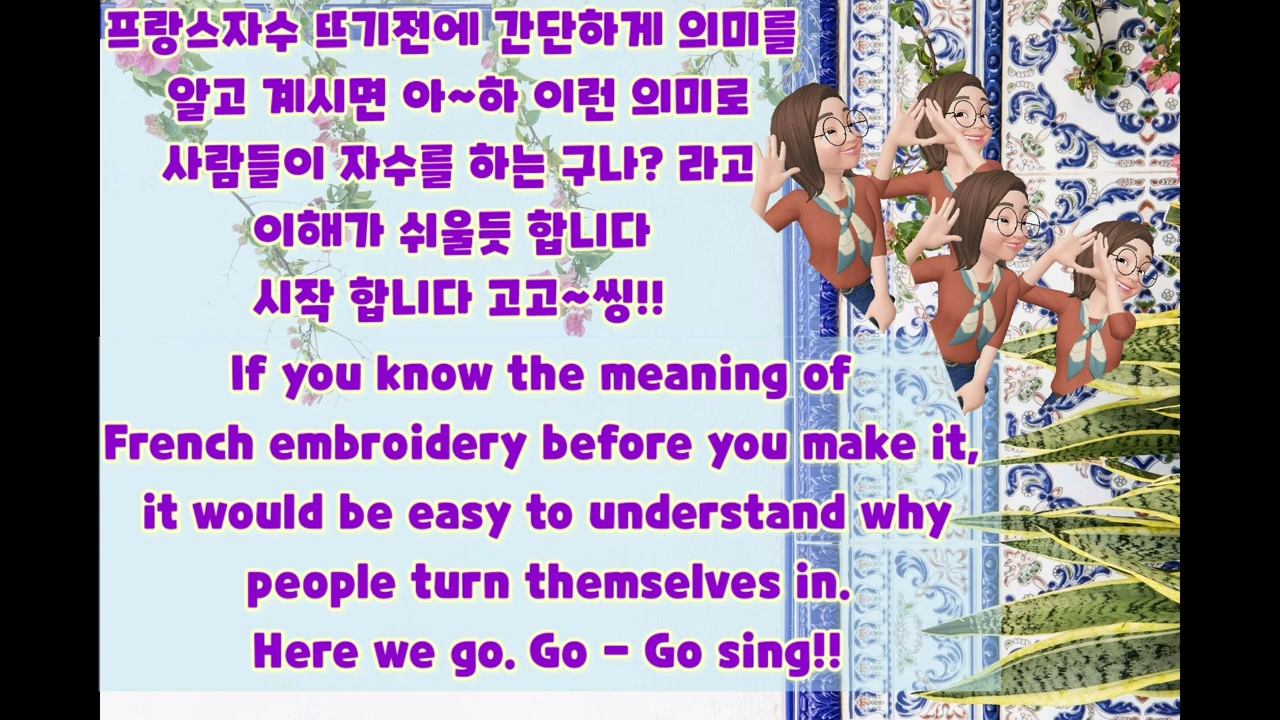 프랑스자수 뜨기전에 간단하게 의미를
알고 계시면 아~하 이런 의미로
사람들이 자수를 하는 구나? 라고
이해가 쉬울듯 합니다
시작 합니다 고고~씽!!
If you know the meaning of
French embroidery before you make it,
it would be easy to understand why
people turn themselves in.
Here we go. Go - Go sing!!